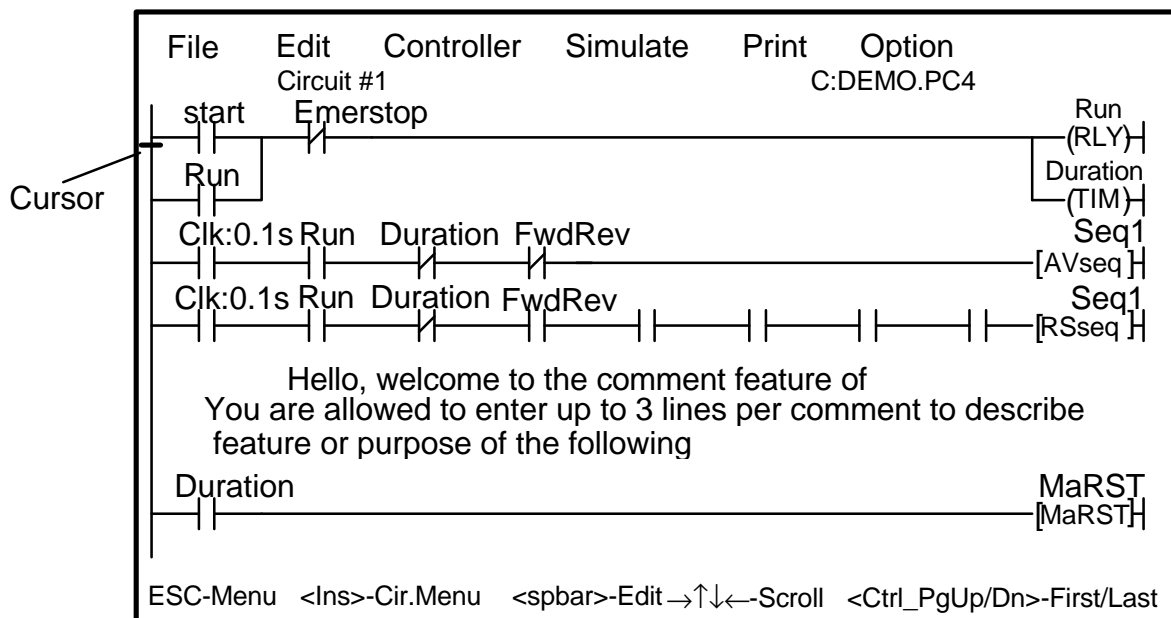 File Edit Controller Simulate Print Option
Circuit #1 C:DEMO.PC4
start Emerstop Run
(RLY)
Run Duration
Cursor (TIM)
Clk:0.1s Run Duration FwdRev Seq1
[AVseq]
Clk:0.1s Run Duration FwdRev Seq1
[RSseq]
Hello, welcome to the comment feature of
You are allowed to enter up to 3 lines per comment to describe
feature or purpose of the following
Duration MaRST
[MaRST]
ESC-Menu <Ins>-Cir.Menu <spbar>-Edit →↑↓←-Scroll <Ctrl_PgUp/Dn>-First/Last